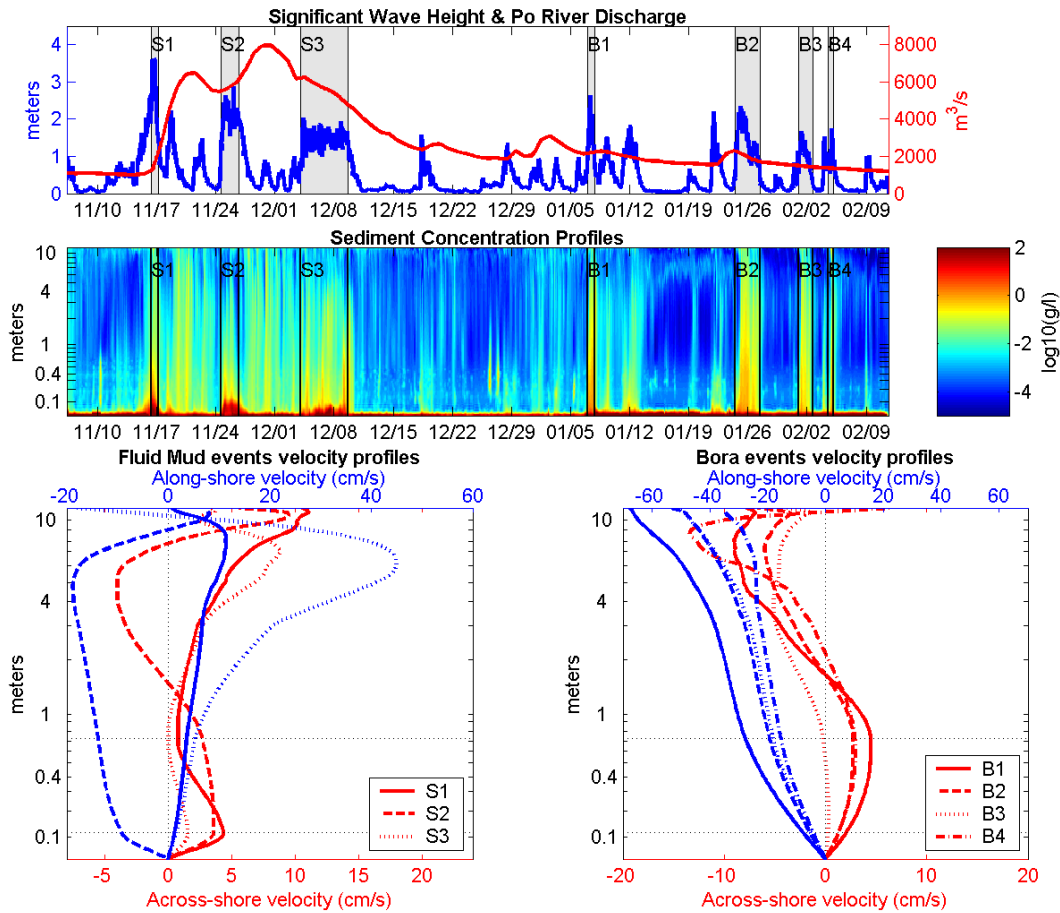 Significant Wave Height & Po River Discharge
S1 S2 S3 B1 B2 B3 B4
4 3 2 1 0
meters
8000 6000 4000 2000 0
m³/s
11/10 11/17 11/24 12/01 12/08 12/15 12/22 12/29 01/05 01/12 01/19 01/26 02/02 02/09
Sediment Concentration Profiles
S1 S2 S3 B1 B2 B3 B4
10 4 1 0.4 0.1
meters
2 0 -2 -4
log10(g/l)
11/10 11/17 11/24 12/01 12/08 12/15 12/22 12/29 01/05 01/12 01/19 01/26 02/02 02/09
Fluid Mud events velocity profiles
Along-shore velocity (cm/s)
-20 0 20 40 60
10 4 1 0.4 0.1
meters
S1
S2
S3
-5 0 5 10 15 20
Across-shore velocity (cm/s)
Bora events velocity profiles
Along-shore velocity (cm/s)
-60 -40 -20 0 20 40 60
10 4 1 0.4 0.1
meters
B1
B2
B3
B4
-20 -10 0 10 20
Across-shore velocity (cm/s)